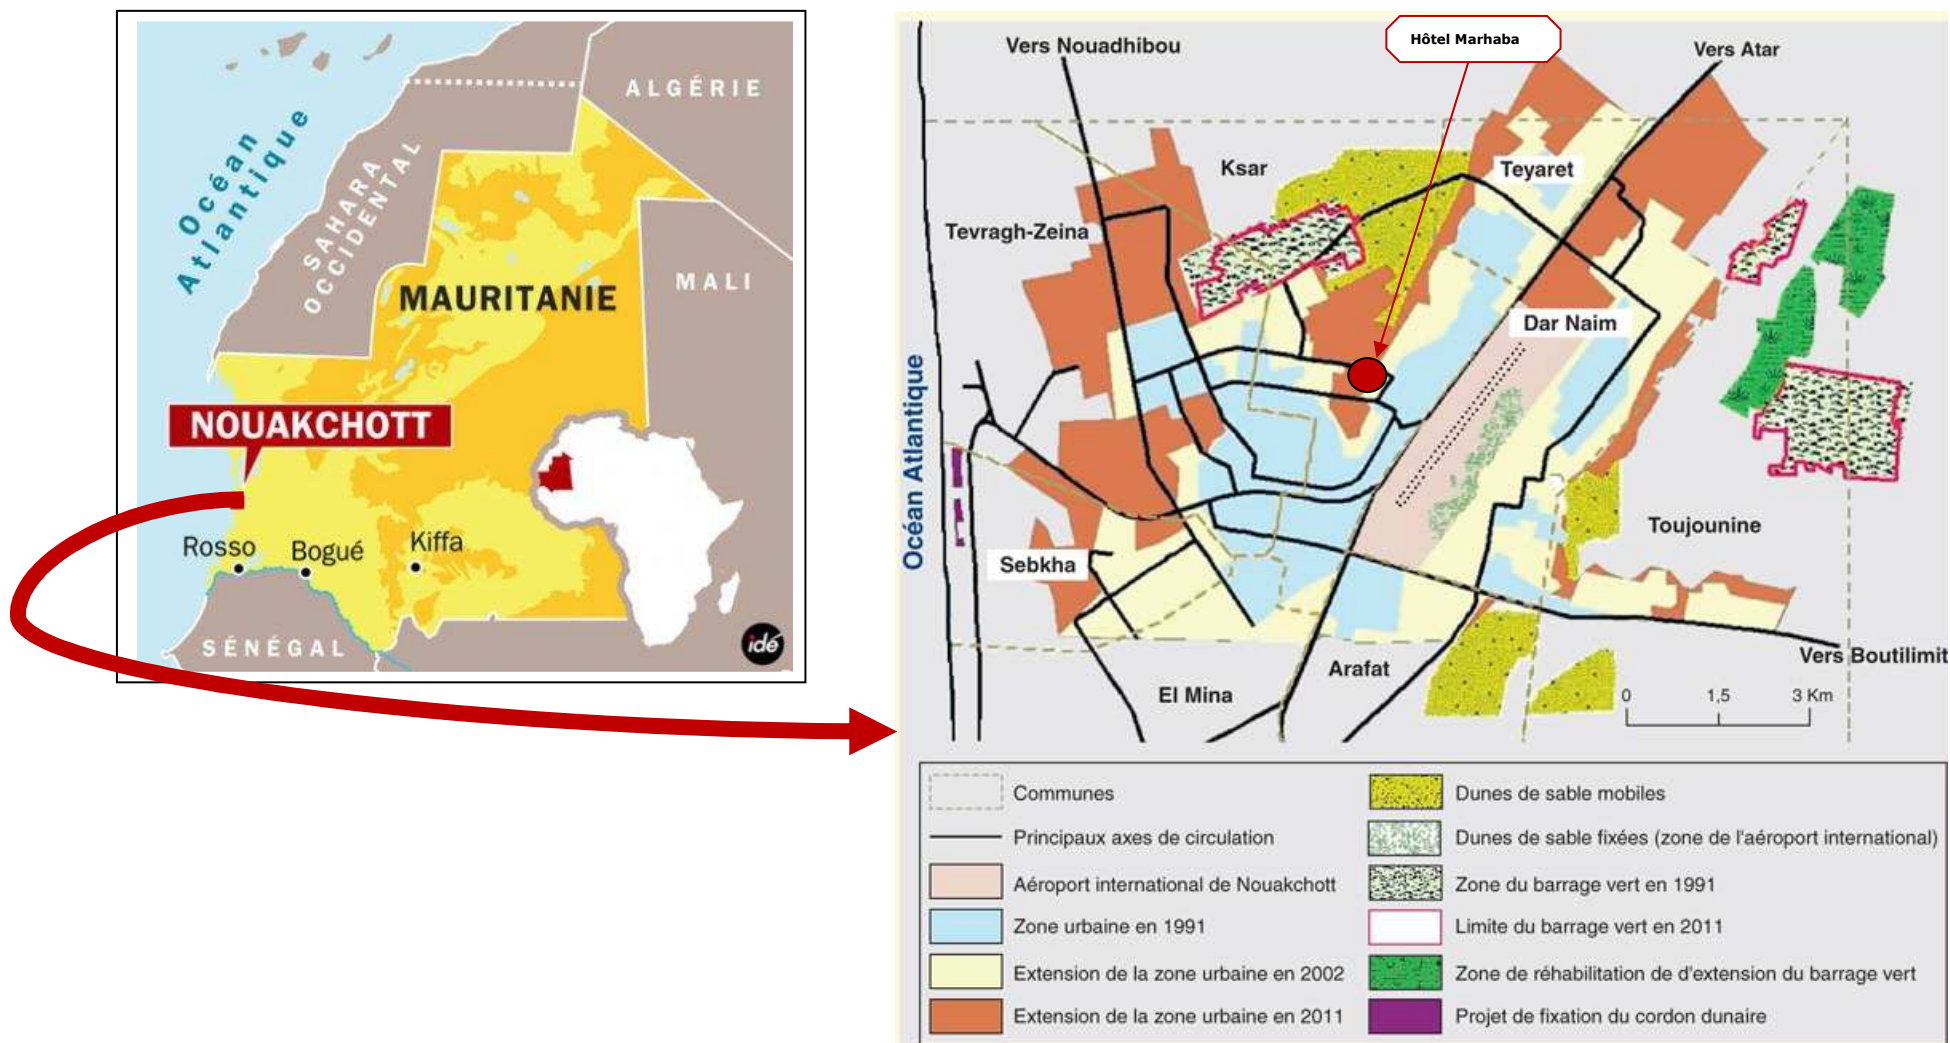 Océan
Atlantique
SAHARA
OCCIDENTAL
ALGÉRIE
MALI
MAURITANIE
NOUAKCHOTT
Rosso
Bogué
Kiffa
SÉNÉGAL
idé
Hôtel Marhaba
Vers Nouadhibou
Vers Atar
Ksar
Teyaret
Tevragh-Zeina
Dar Naim
Océan Atlantique
Toujounine
Sebkha
Vers Boutilimit
Arafat
El Mina
0 1,5 3 Km
Communes
Principaux axes de circulation
Aéroport international de Nouakchott
Zone urbaine en 1991
Extension de la zone urbaine en 2002
Extension de la zone urbaine en 2011
Dunes de sable mobiles
Dunes de sable fixées (zone de l'aéroport international)
Zone du barrage vert en 1991
Limite du barrage vert en 2011
Zone de réhabilitation de d'extension du barrage vert
Projet de fixation du cordon dunaire